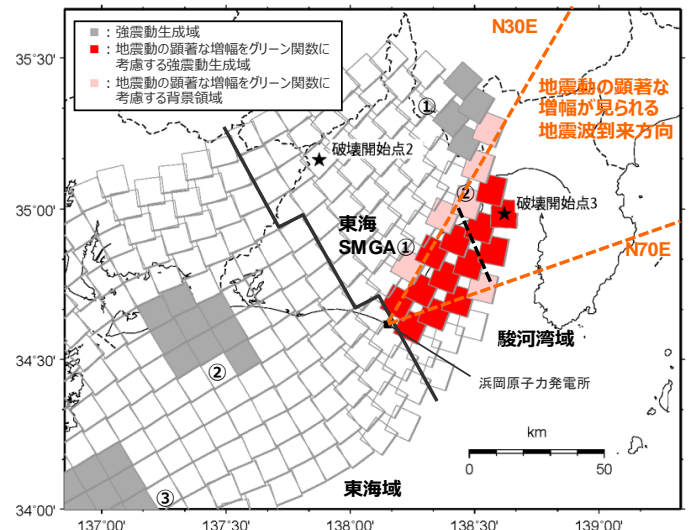 ■ : 強震動生成域
■ : 地震動の顕著な増幅をグリーン関数に
考慮する強震動生成域
■ : 地震動の顕著な増幅をグリーン関数に
考慮する背景領域
N30E
地震動の顕著な
増幅が見られる
地震波到来方向
①
破壊開始点2
②
破壊開始点3
東海
SMGA①
N70E
駿河湾域
浜岡原子力発電所
②
km
0 50
③
東海域
35°30'
35°00'
34°30'
34°00'
137°00' 137°30' 138°00' 138°30' 139°00'